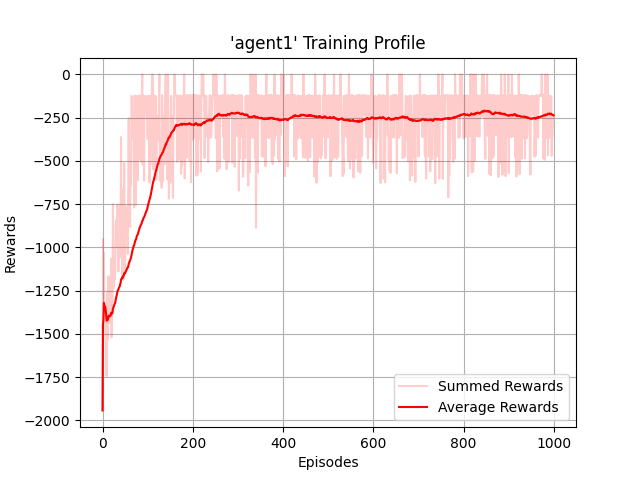 'agent1' Training Profile
0
−250
−500
−750
−1000
−1250
−1500
−1750
−2000
Rewards
0 200 400 600 800 1000
Episodes
Summed Rewards
Average Rewards